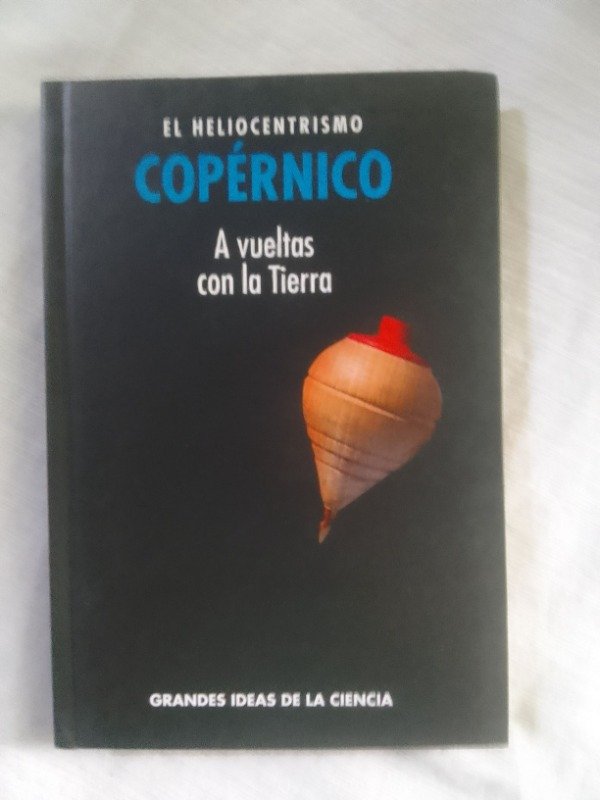 EL HELIOCENTRISMO
COPÉRNICO
A vueltas
con la Tierra
GRANDES IDEAS DE LA CIENCIA